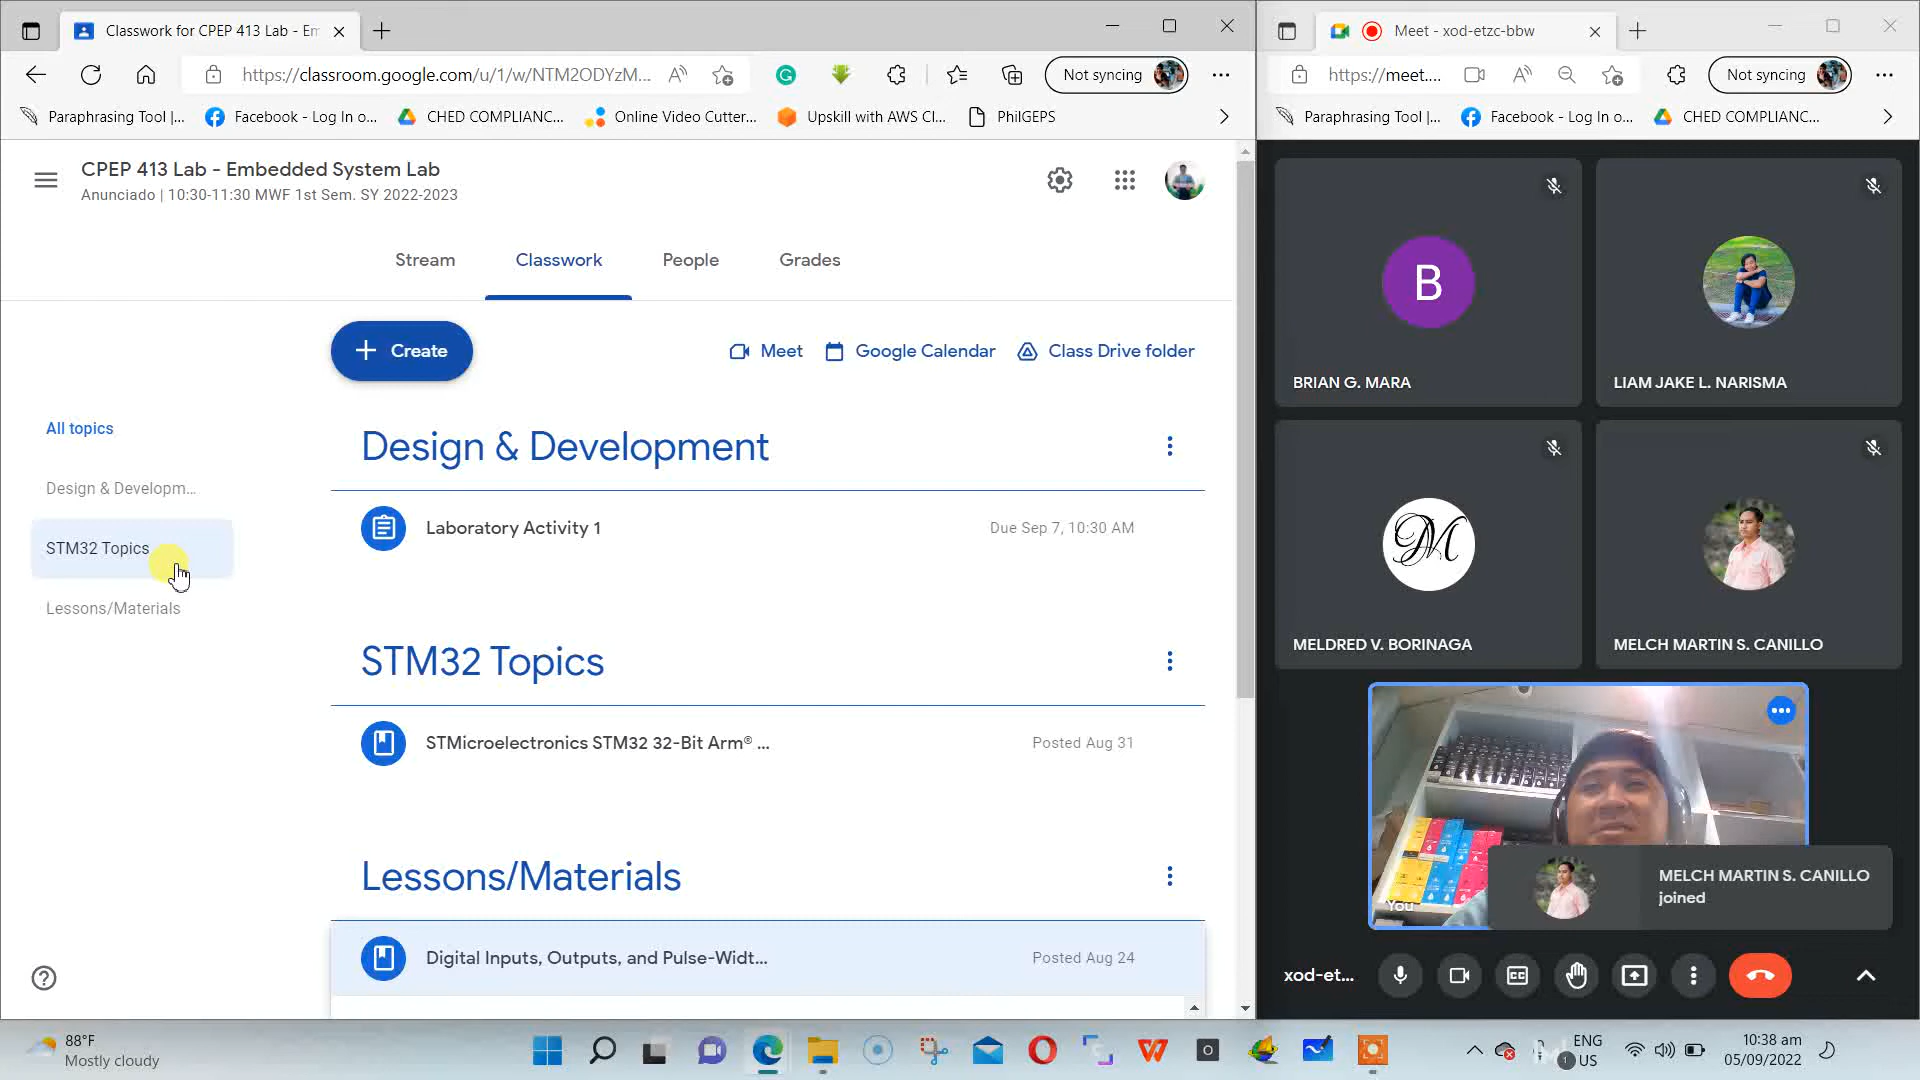 Classwork for CPEP 413 Lab - Em
https://classroom.google.com/u/1/w/NTM2ODYzM...
Not syncing
Paraphrasing Tool |...
Facebook - Log In o...
CHED COMPLIANC...
Online Video Cutter...
Upskill with AWS Cl...
PhilGEPS
CPEP 413 Lab - Embedded System Lab
Anunciado | 10:30-11:30 MWF 1st Sem. SY 2022-2023
Stream
Classwork
People
Grades
Create
Meet
Google Calendar
Class Drive folder
All topics
Design & Developm...
STM32 Topics
Lessons/Materials
Design & Development
Laboratory Activity 1
Due Sep 7, 10:30 AM
STM32 Topics
STMicroelectronics STM32 32-Bit Arm® ...
Posted Aug 31
Lessons/Materials
Digital Inputs, Outputs, and Pulse-Widt...
Posted Aug 24
Meet - xod-etzc-bbw
https://meet....
Not syncing
Paraphrasing Tool |...
Facebook - Log In o...
CHED COMPLIANC...
B
BRIAN G. MARA
LIAM JAKE L. NARISMA
M
MELDRED V. BORINAGA
MELCH MARTIN S. CANILLO
You
MELCH MARTIN S. CANILLO
joined
xod-et...
88°F
Mostly cloudy
ENG
US
1
10:38 am
05/09/2022